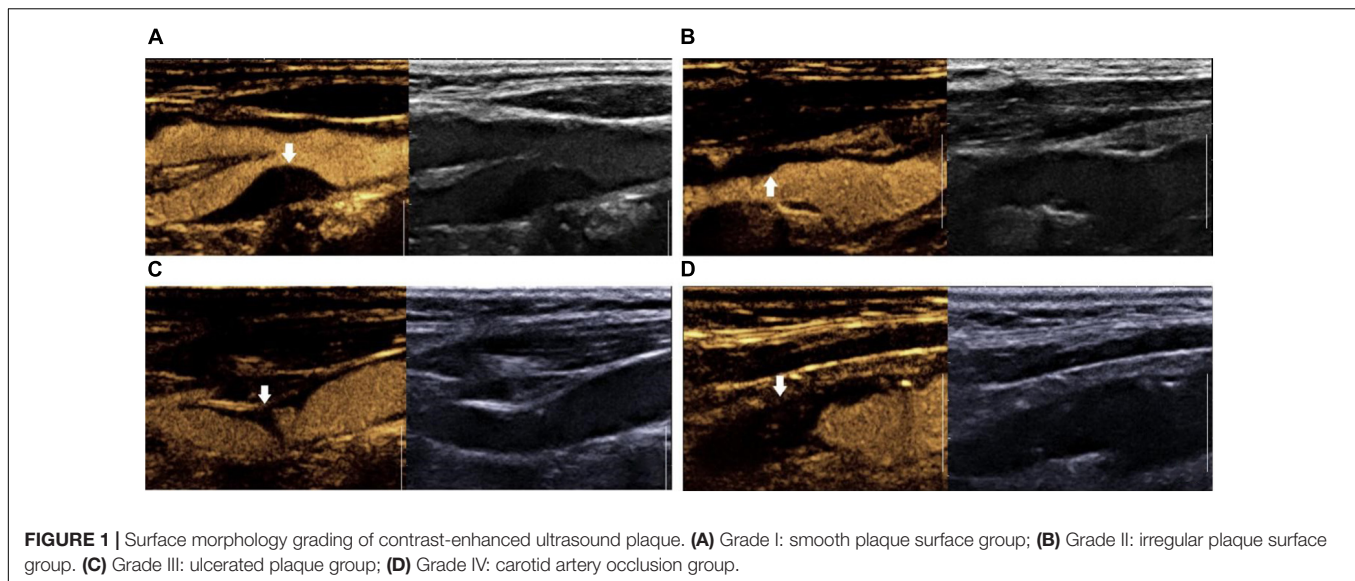 A
B
C
D
FIGURE 1 | Surface morphology grading of contrast-enhanced ultrasound plaque. (A) Grade I: smooth plaque surface group; (B) Grade II: irregular plaque surface
group. (C) Grade III: ulcerated plaque group; (D) Grade IV: carotid artery occlusion group.